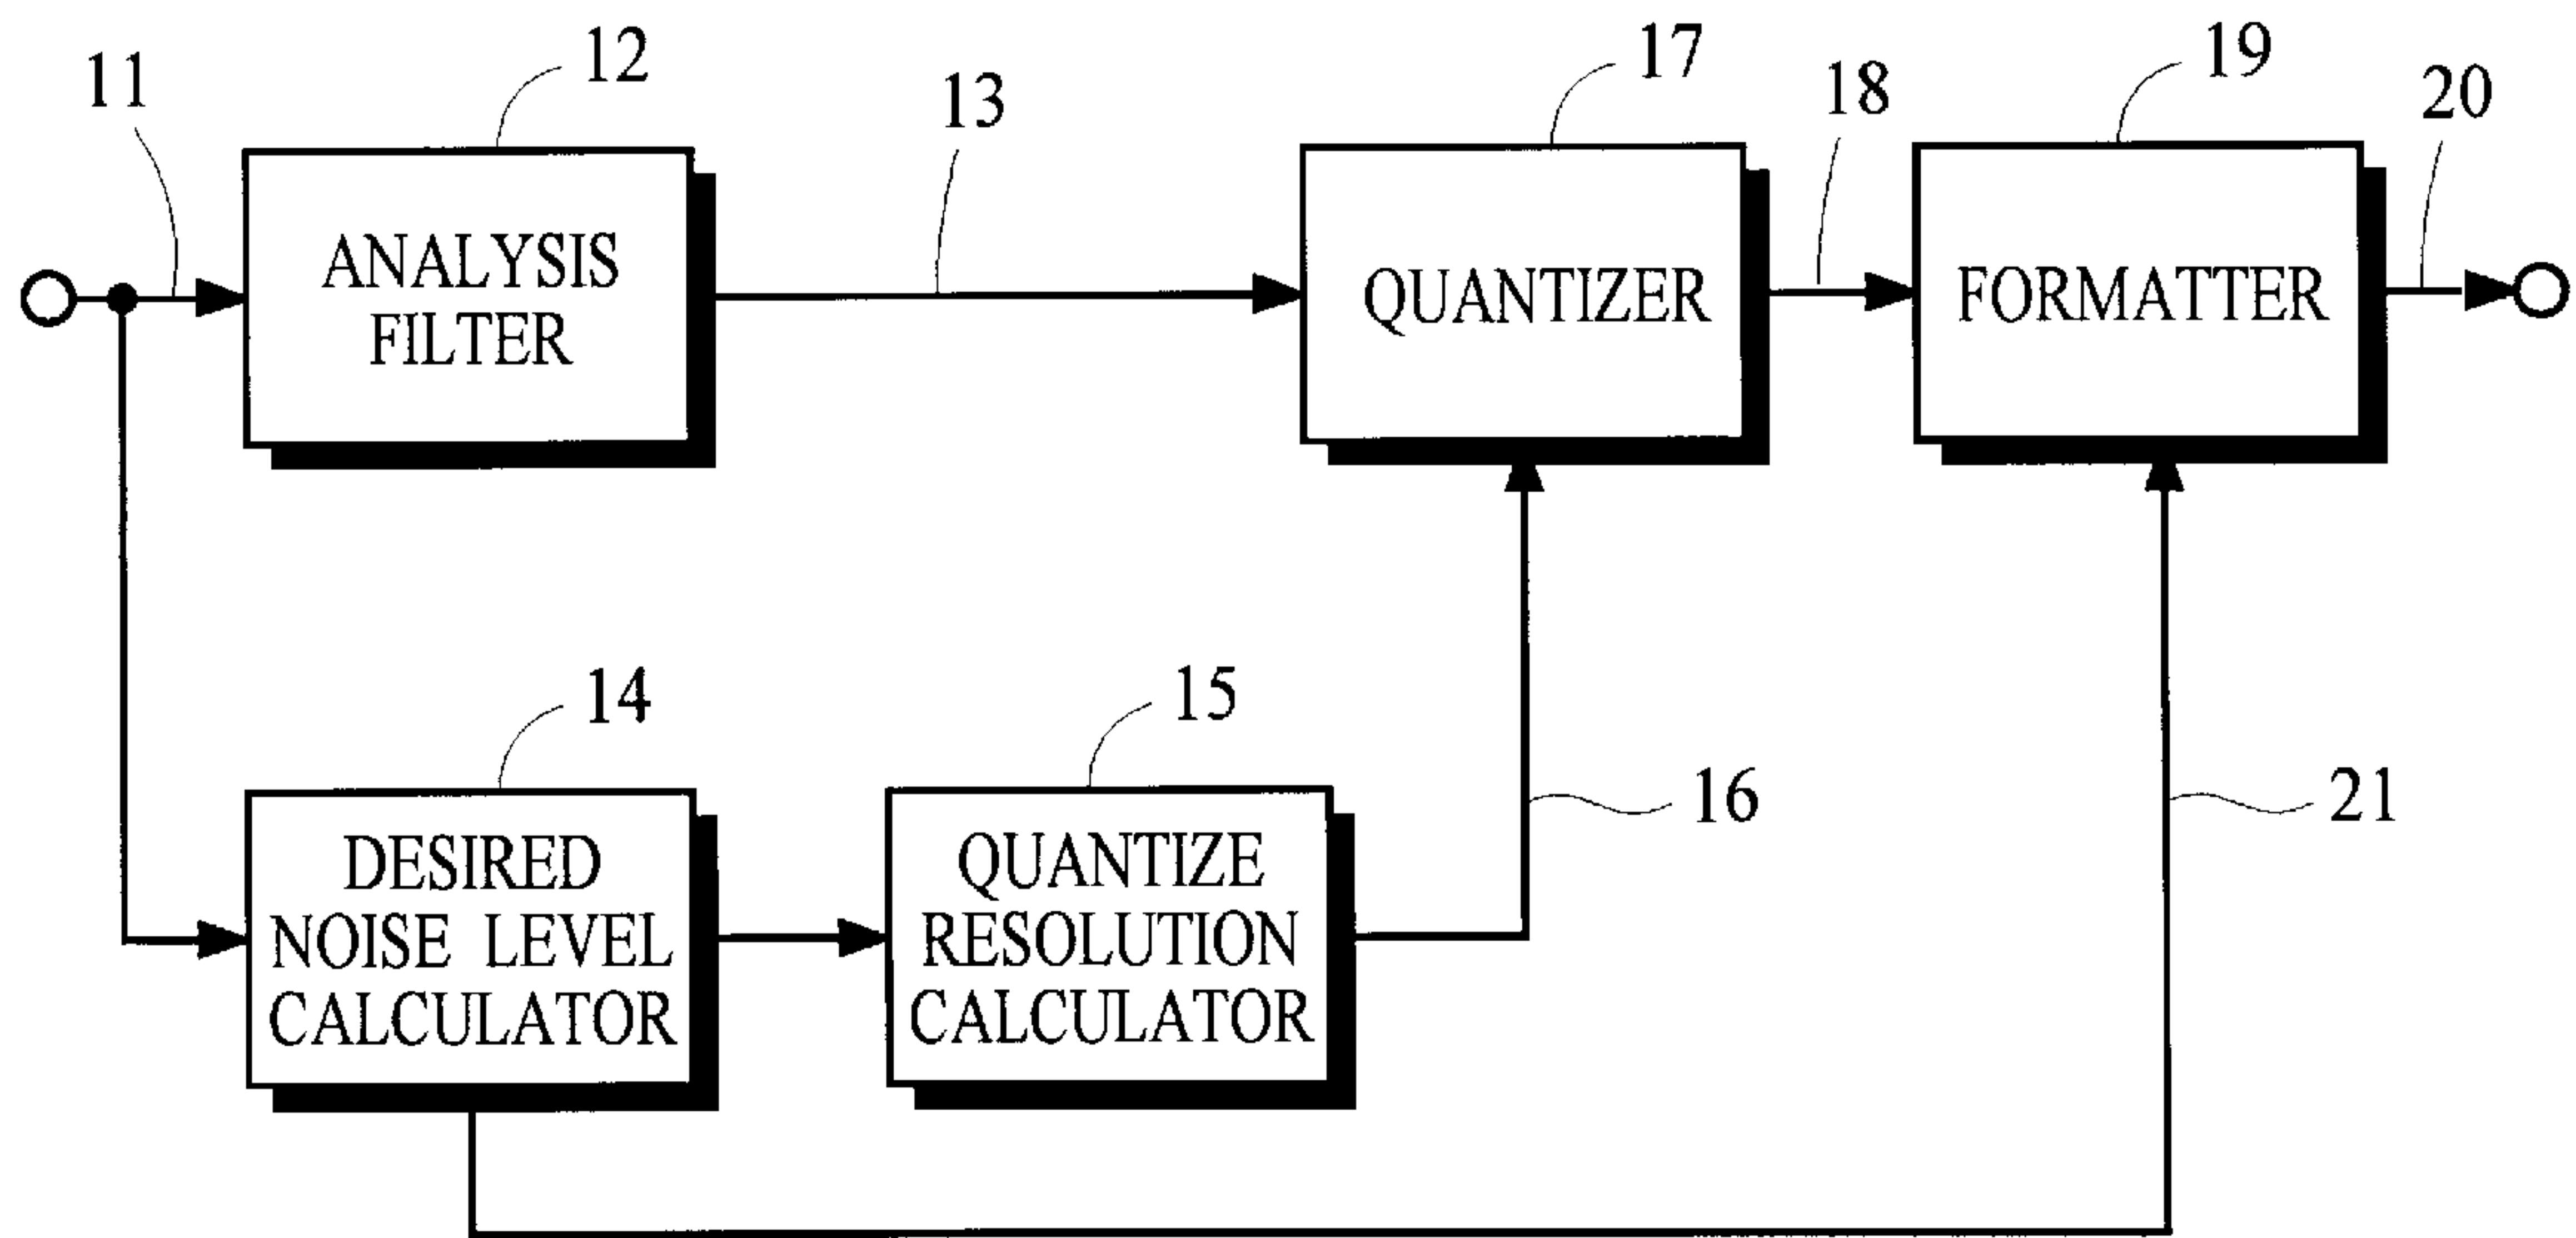 11
12
13
17
18
19
20
ANALYSIS
FILTER
QUANTIZER
FORMATTER
14
15
16
21
DESIRED
NOISE LEVEL
CALCULATOR
QUANTIZE
RESOLUTION
CALCULATOR